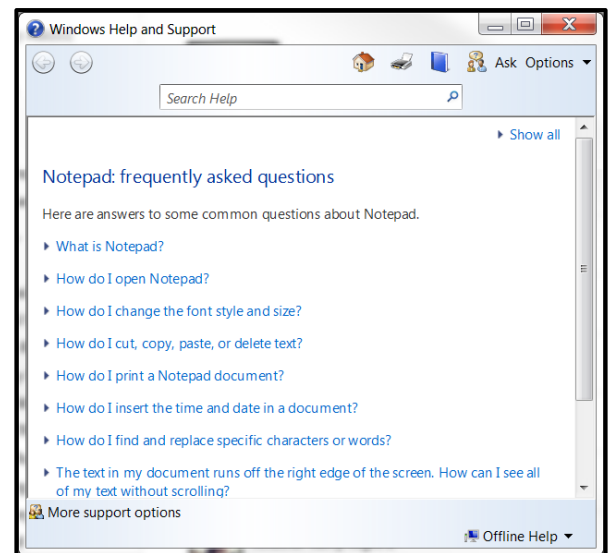 Windows Help and Support
Ask Options
Search Help
Show all
Notepad: frequently asked questions
Here are answers to some common questions about Notepad.
What is Notepad?
How do I open Notepad?
How do I change the font style and size?
How do I cut, copy, paste, or delete text?
How do I print a Notepad document?
How do I insert the time and date in a document?
How do I find and replace specific characters or words?
The text in my document runs off the right edge of the screen. How can I see all
of my text without scrolling?
More support options
Offline Help